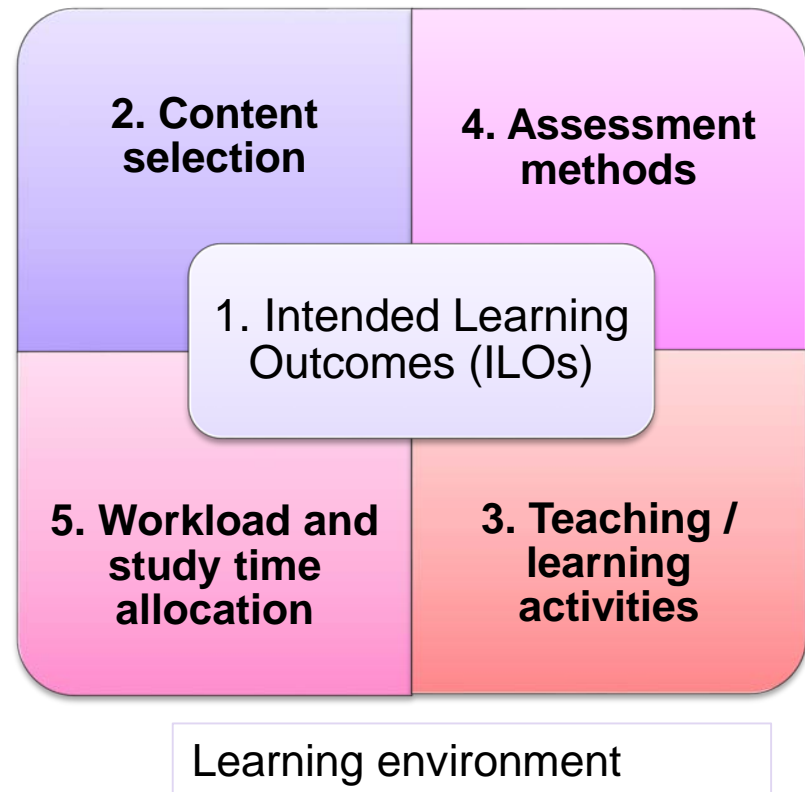 2. Content
selection
4. Assessment
methods
1. Intended Learning
Outcomes (ILOs)
5. Workload and
study time
allocation
3. Teaching /
learning
activities
Learning environment